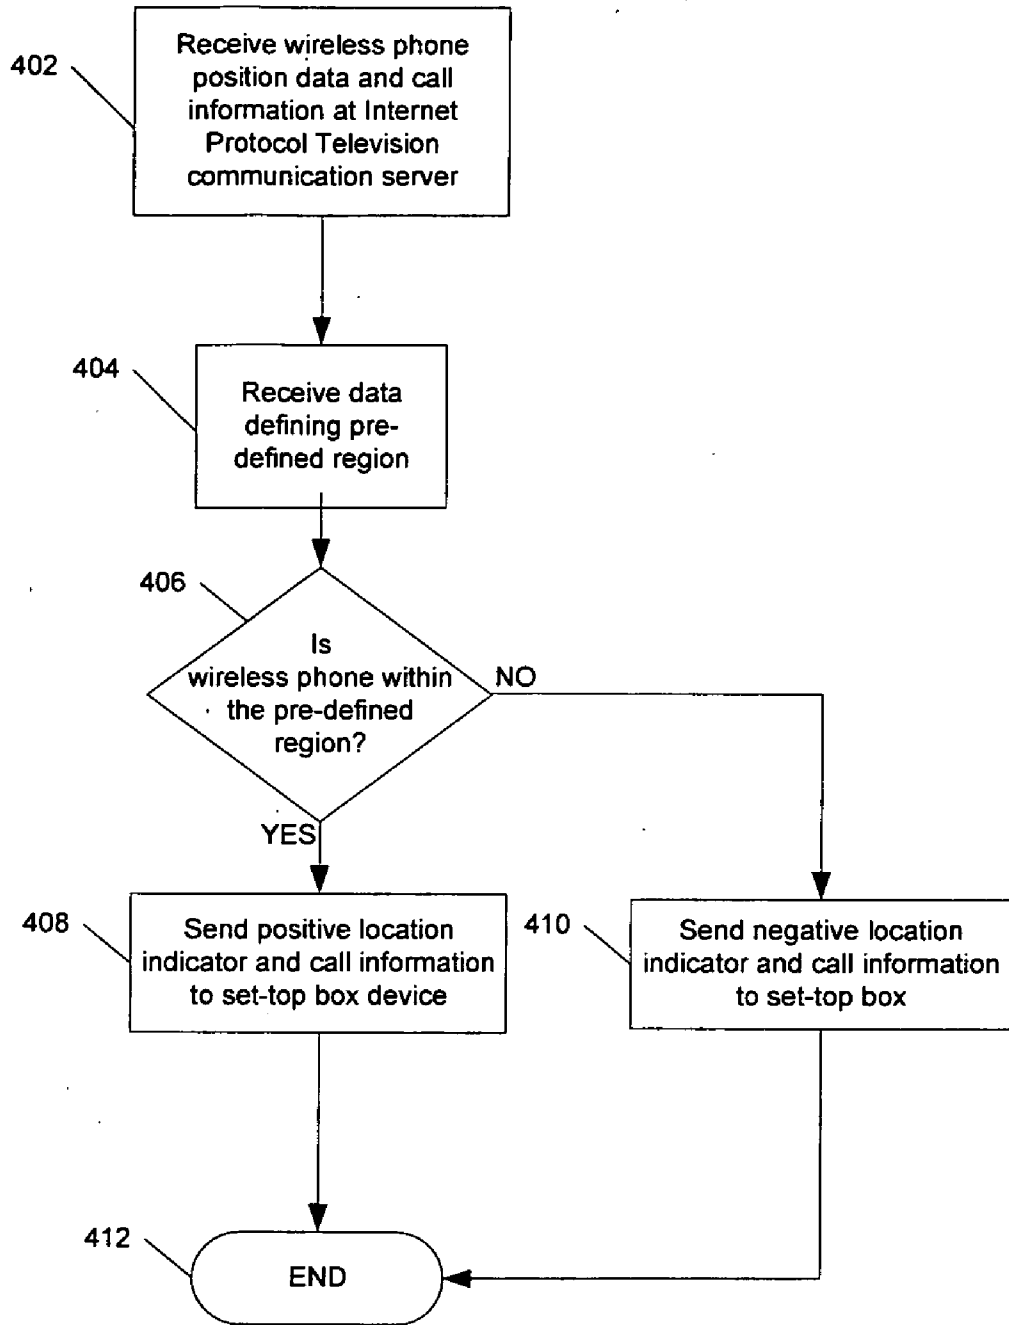 402
Receive wireless phone
position data and call
information at Internet
Protocol Television
communication server
404
Receive data
defining pre-
defined region
406
Is
wireless phone within
the pre-defined
region?
NO
YES
408
Send positive location
indicator and call information
to set-top box device
410
Send negative location
indicator and call information
to set-top box
412
END